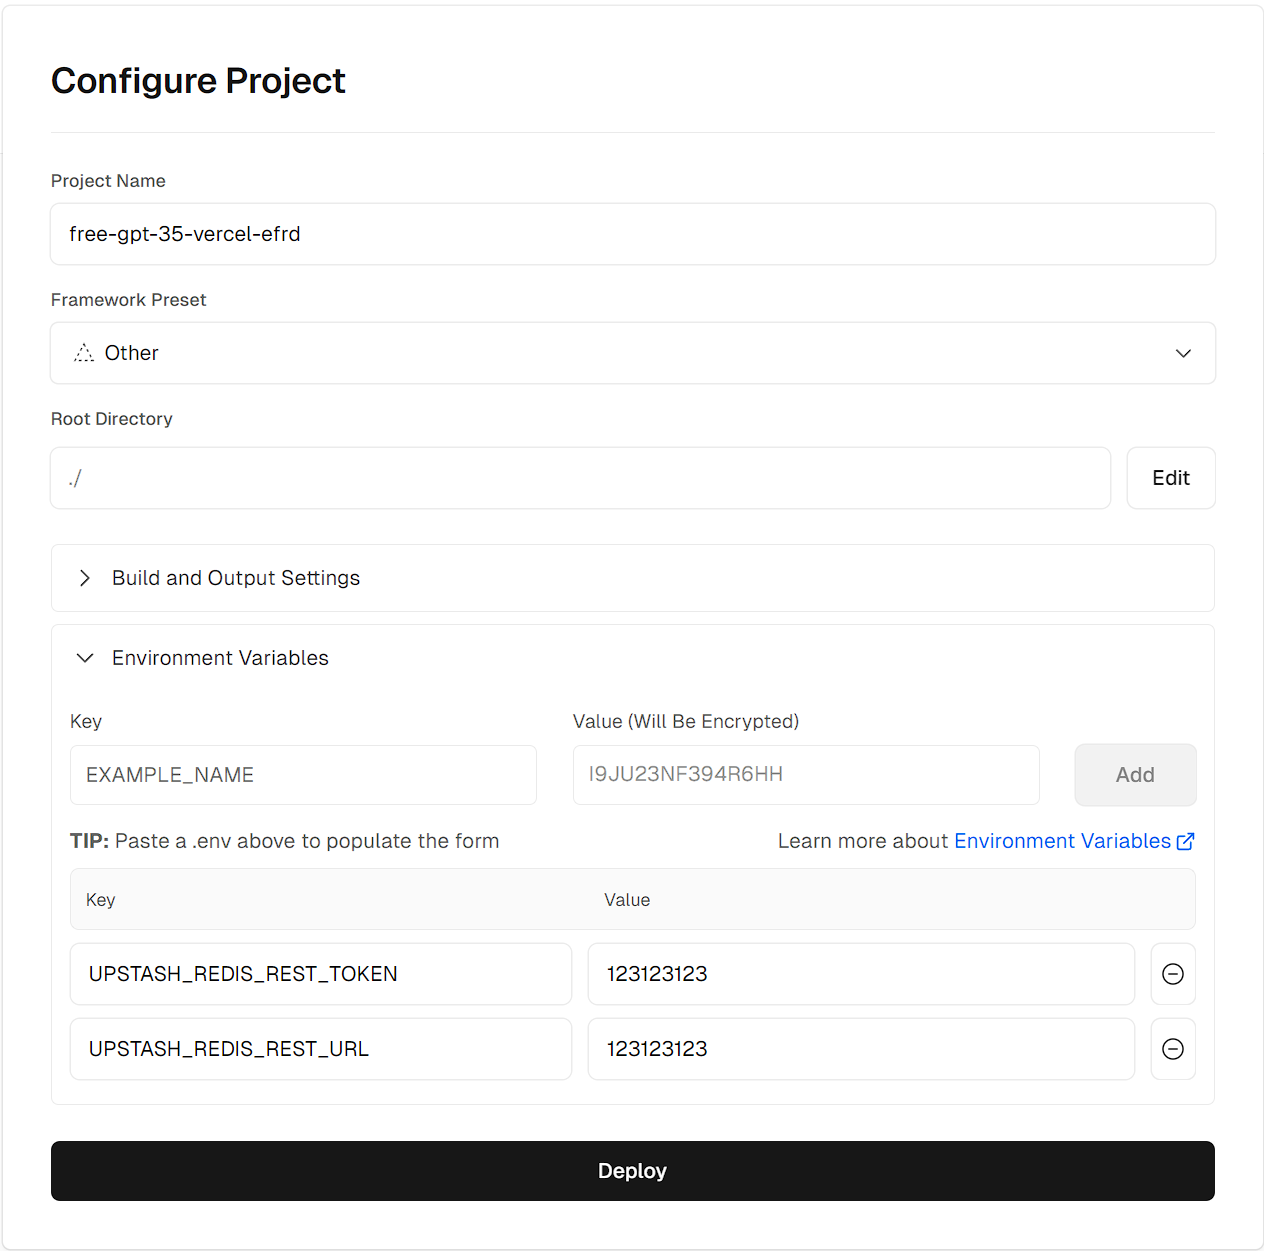 Configure Project
Project Name
free-gpt-35-vercel-efrd
Framework Preset
Other
Root Directory
./
Edit
Build and Output Settings
Environment Variables
Key
Value (Will Be Encrypted)
EXAMPLE_NAME
I9JU23NF394R6HH
Add
TIP: Paste a .env above to populate the form
Learn more about Environment Variables
Key
Value
UPSTASH_REDIS_REST_TOKEN
123123123
UPSTASH_REDIS_REST_URL
123123123
Deploy